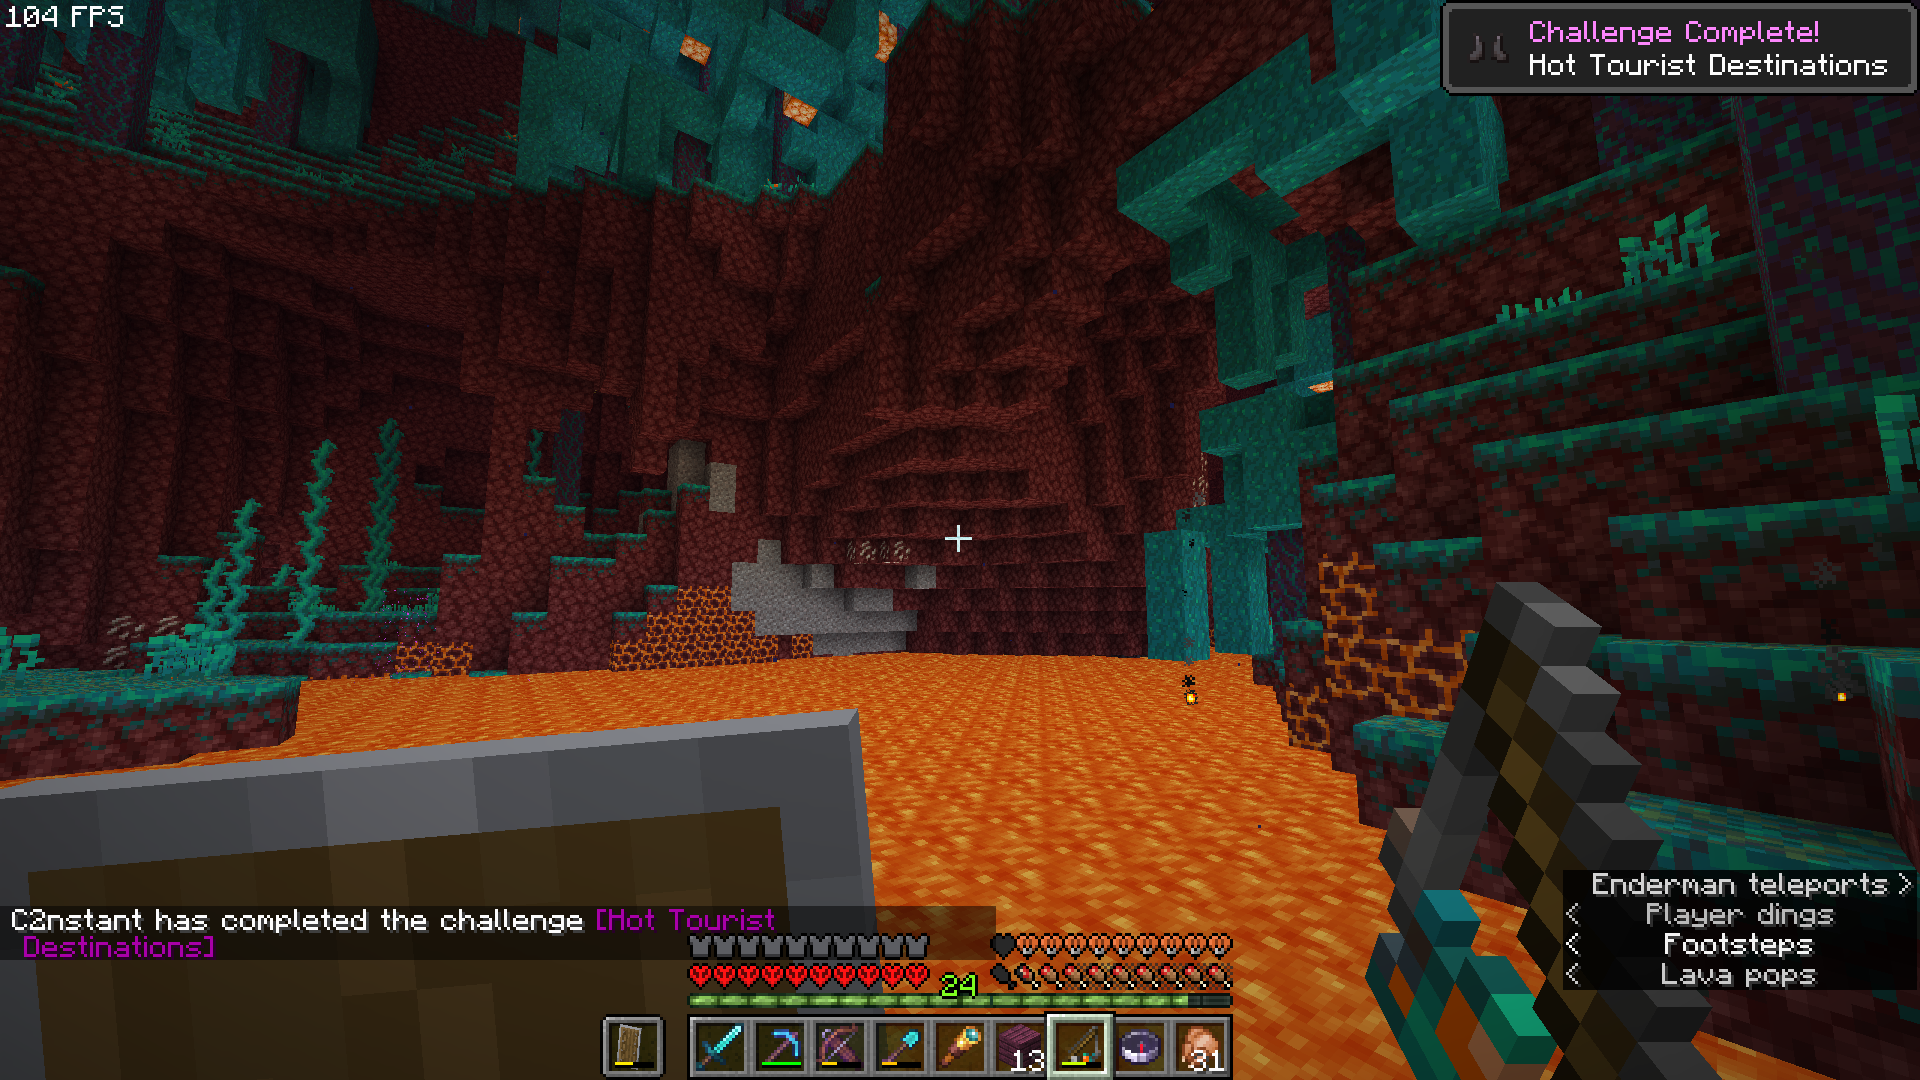 104 FPS
Challenge Complete!
Hot Tourist Destinations
Enderman teleports >
< Player dings
< Footsteps
< Lava pops
C2nstant has completed the challenge [Hot Tourist
Destinations]
24
13
31